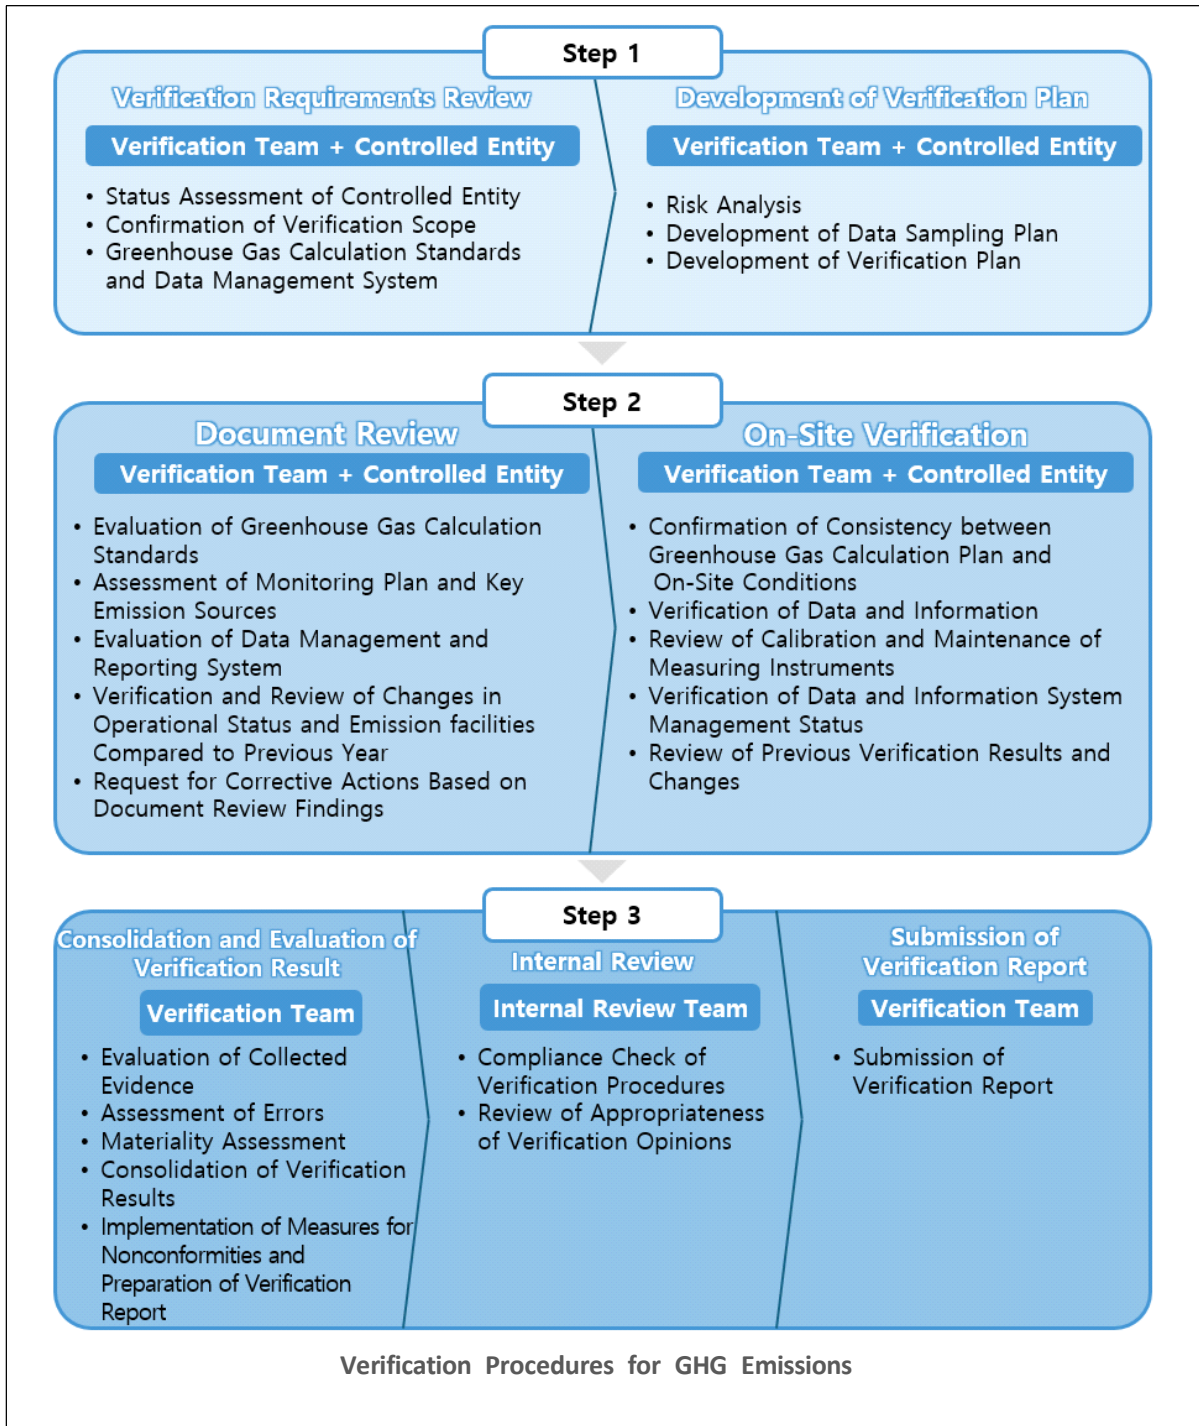 Step 1
Verification Requirements Review
Verification Team + Controlled Entity
• Status Assessment of Controlled Entity
• Confirmation of Verification Scope
• Greenhouse Gas Calculation Standards
and Data Management System
Development of Verification Plan
Verification Team + Controlled Entity
• Risk Analysis
• Development of Data Sampling Plan
• Development of Verification Plan
Step 2
Document Review
Verification Team + Controlled Entity
• Evaluation of Greenhouse Gas Calculation
Standards
• Assessment of Monitoring Plan and Key
Emission Sources
• Evaluation of Data Management and
Reporting System
• Verification and Review of Changes in
Operational Status and Emission facilities
Compared to Previous Year
• Request for Corrective Actions Based on
Document Review Findings
On-Site Verification
Verification Team + Controlled Entity
• Confirmation of Consistency between
Greenhouse Gas Calculation Plan and
On-Site Conditions
• Verification of Data and Information
• Review of Calibration and Maintenance of
Measuring Instruments
• Verification of Data and Information System
Management Status
• Review of Previous Verification Results and
Changes
Step 3
Consolidation and Evaluation of
Verification Result
Verification Team
• Evaluation of Collected
Evidence
• Assessment of Errors
• Materiality Assessment
• Consolidation of Verification
Results
• Implementation of Measures for
Nonconformities and
Preparation of Verification
Report
Internal Review
Internal Review Team
• Compliance Check of
Verification Procedures
• Review of Appropriateness
of Verification Opinions
Submission of
Verification Report
Verification Team
• Submission of
Verification Report
Verification Procedures for GHG Emissions